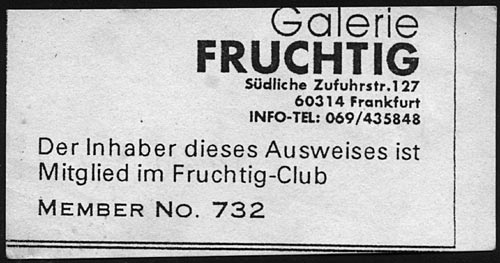 Galerie
FRUCHTIG
Südliche Zufuhrstr.127
60314 Frankfurt
INFO-TEL: 069/435848
Der Inhaber dieses Ausweises ist
Mitglied im Fruchtig-Club
MEMBER NO. 732